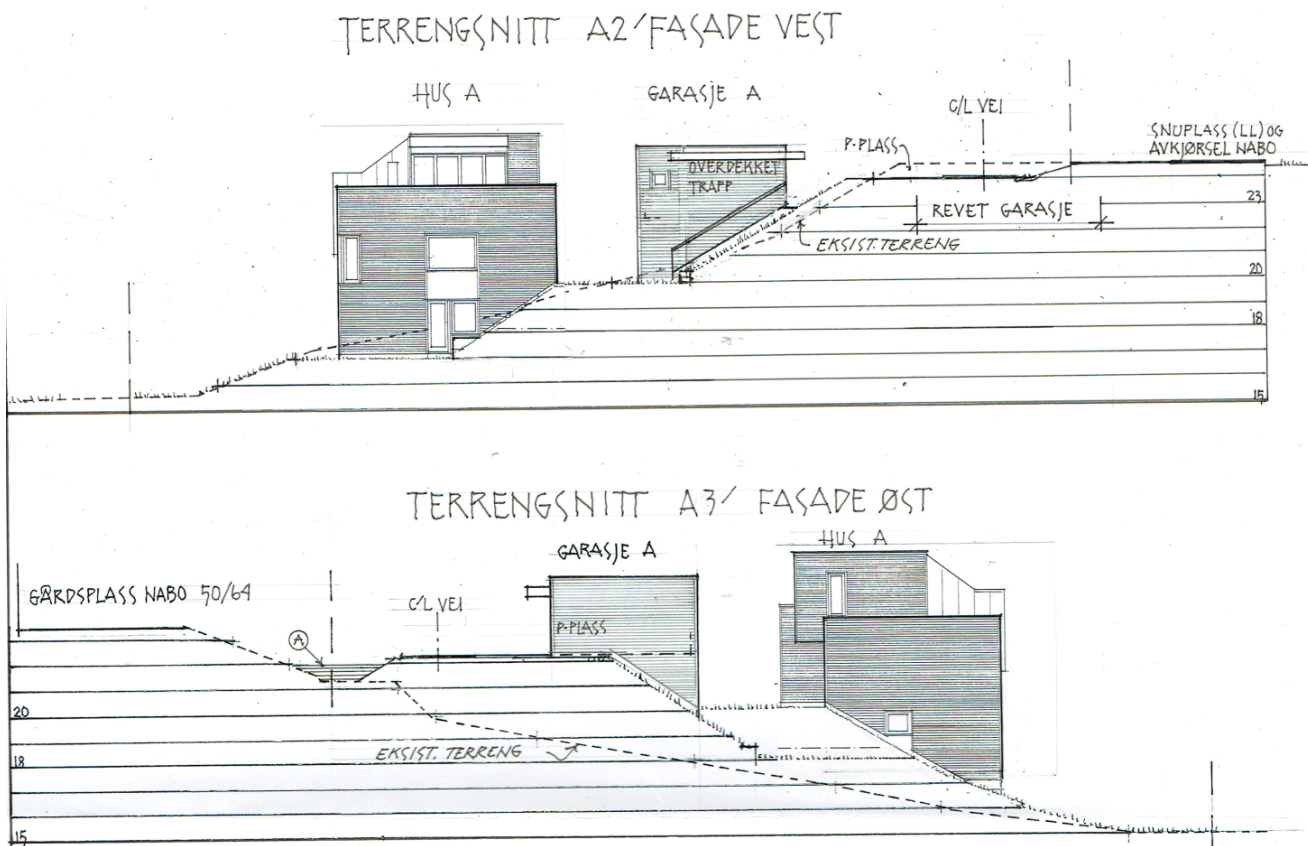 TERRENGSNITT A2/FASADE VEST
HUS A
GARASJE A
C/L VEI
P-PLASS
SNUPLASS (LL) OG
AVKJØRSEL NABO
OVERDEKKET
TRAPP
23
REVET GARASJE
EKSIST. TERRENG
20
18
15
TERRENGSNITT A3/ FASADE ØST
GARASJE A
HUS A
GÅRDSPLASS NABO 50/64
C/L VEI
P-PLASS
A
20
EKSIST. TERRENG
18
15